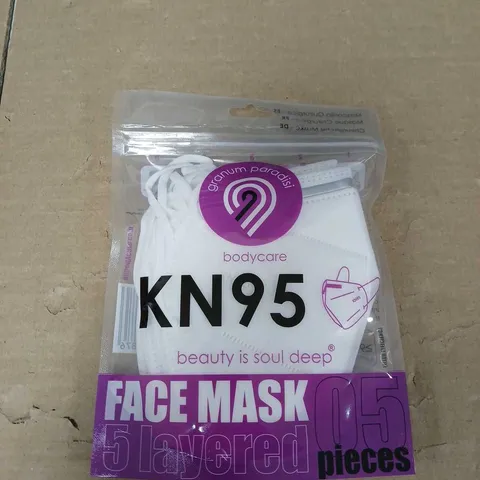 granum paradisi
bodycare
KN95
beauty is soul deep®
FACE MASK
5 layered
05
pieces